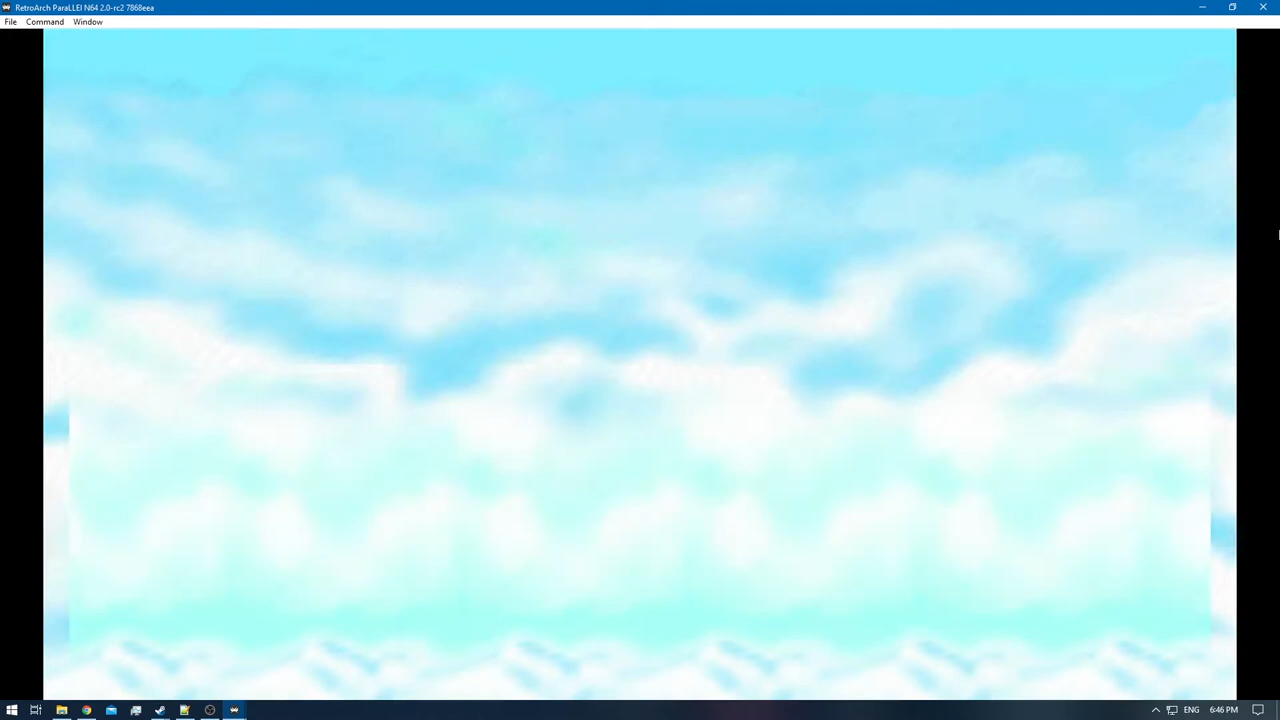 RetroArch ParaLLEl N64 2.0-rc2 7868eea
File Command Window
ENG 6:46 PM